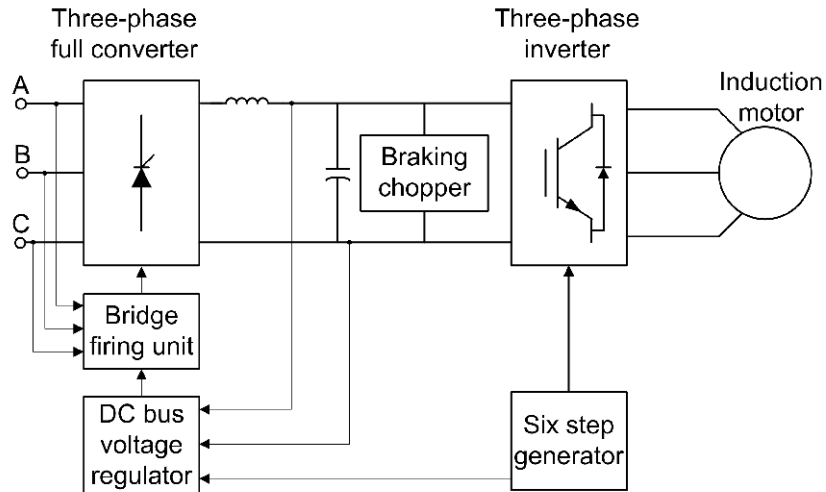 Three-phase
full converter
Three-phase
inverter
Induction
motor
A
B
C
Braking
chopper
Bridge
firing unit
DC bus
voltage
regulator
Six step
generator